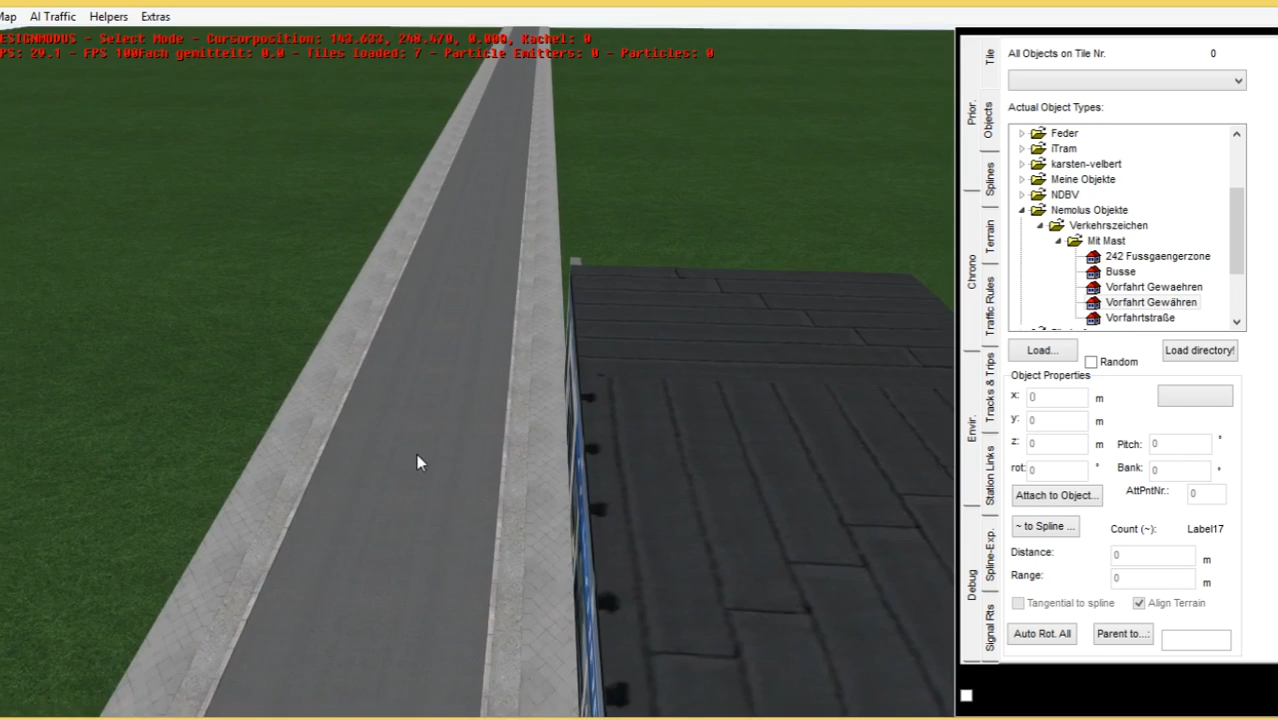 Map AI Traffic Helpers Extras
ESIGNMODUS - Select Mode - Cursorposition: 143.633, 240.470, 0.000, Kachel: 0
PS: 29.1 - FPS 100Fach gemittelt: 0.0 - Tiles loaded: 7 - Particle Emitters: 0 - Particles: 0
Tile
Objects
Splines
Terrain
Traffic Rules
Tracks & Trips
Station Links
Spline-Exp.
Signal Rts
Prior.
Chrono
Envir.
Debug
All Objects on Tile Nr. 0
Actual Object Types:
Feder
iTram
karsten-velbert
Meine Objekte
NDBV
Nemolus Objekte
Verkehrszeichen
Mit Mast
242 Fussgaengerzone
Busse
Vorfahrt Gewaehren
Vorfahrt Gewähren
Vorfahrtstraße
Load... Random Load directory!
Object Properties
x: 0 m
y: 0 m
z: 0 m Pitch: 0 °
rot: 0 ° Bank: 0 °
Attach to Object... AttPntNr.: 0
~ to Spline ... Count (~): Label17
Distance: 0 m
Range: 0 m
Tangential to spline Align Terrain
Auto Rot. All Parent to...: